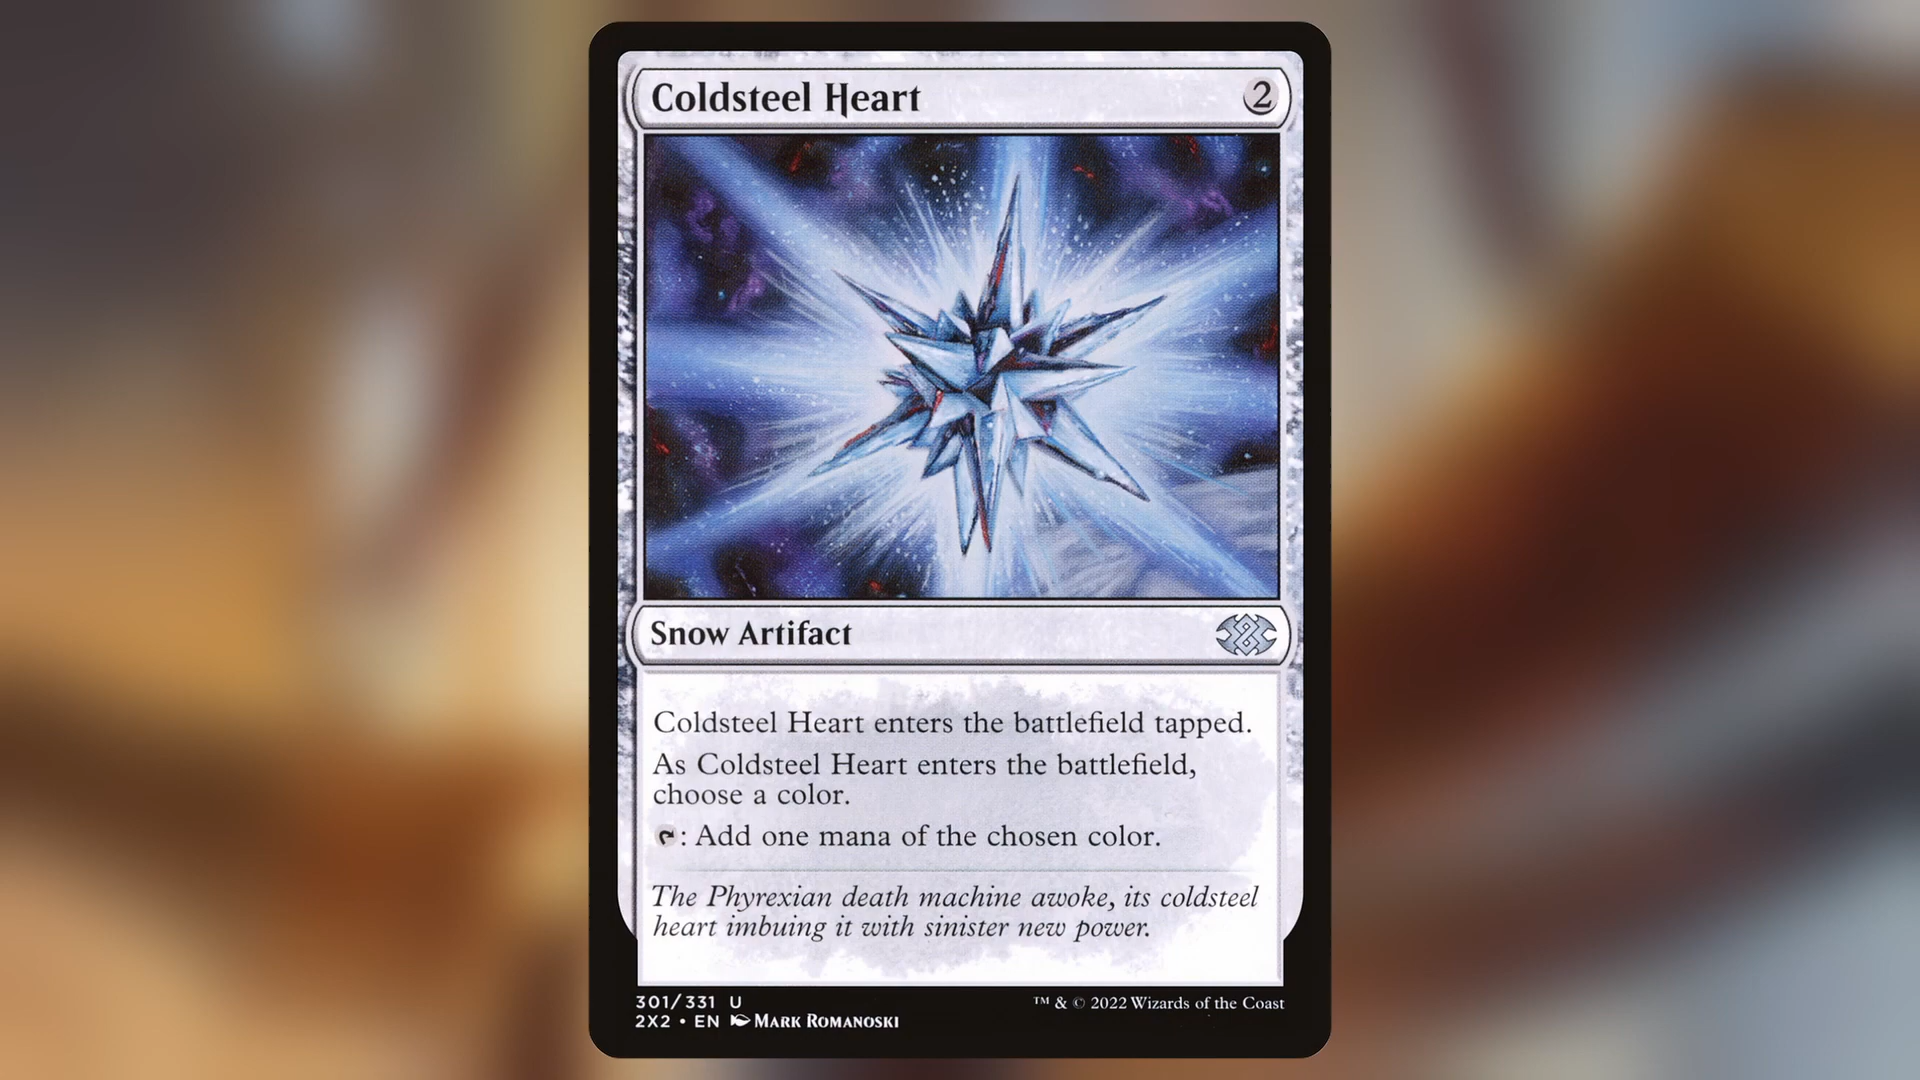 Coldsteel Heart 2
Snow Artifact
Coldsteel Heart enters the battlefield tapped.
As Coldsteel Heart enters the battlefield,
choose a color.
: Add one mana of the chosen color.
The Phyrexian death machine awoke, its coldsteel
heart imbuing it with sinister new power.
301/331 U
2X2 • EN Mark Romanoski
™ & © 2022 Wizards of the Coast